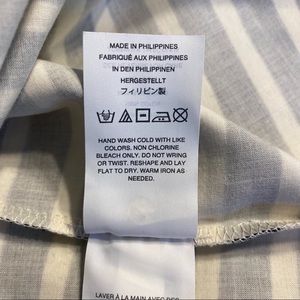 MADE IN PHILIPPINES
FABRIQUÉ AUX PHILIPPINES
IN DEN PHILIPPINEN
HERGESTELLT
フィリピン製
HAND WASH COLD WITH LIKE
COLORS. NON CHLORINE
BLEACH ONLY. DO NOT WRING
OR TWIST. RESHAPE AND LAY
FLAT TO DRY. WARM IRON AS
NEEDED.
LAVER À LA MAIN AVEC DES